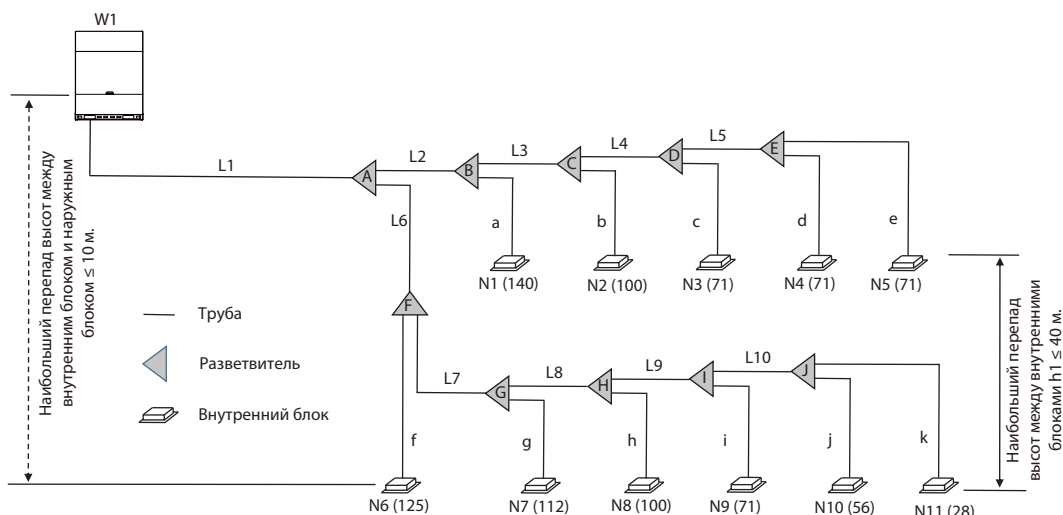 W1
Наибольший перепад высот между
внутренним блоком и наружным
блоком ≤ 10 м.
L1
L2
L3
L4
L5
A
B
C
D
E
L6
a
b
c
d
e
N1 (140)
N2 (100)
N3 (71)
N4 (71)
N5 (71)
F
Труба
Разветвитель
Внутренний блок
L7
L8
L9
L10
G
H
I
J
f
g
h
i
j
k
N6 (125)
N7 (112)
N8 (100)
N9 (71)
N10 (56)
N11 (28)
Наибольший перепад
высот между внутренними
блоками h1 ≤ 40 м.